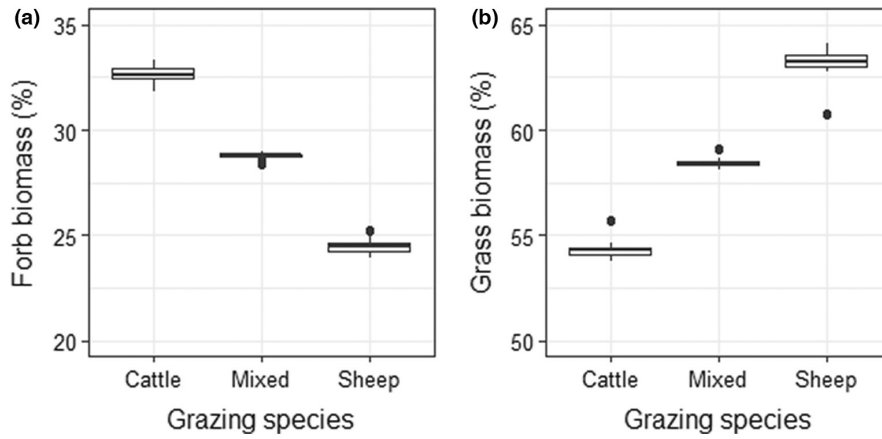 (a)
Forb biomass (%)
35
30
25
20
Cattle Mixed Sheep
Grazing species
(b)
Grass biomass (%)
65
60
55
50
Cattle Mixed Sheep
Grazing species